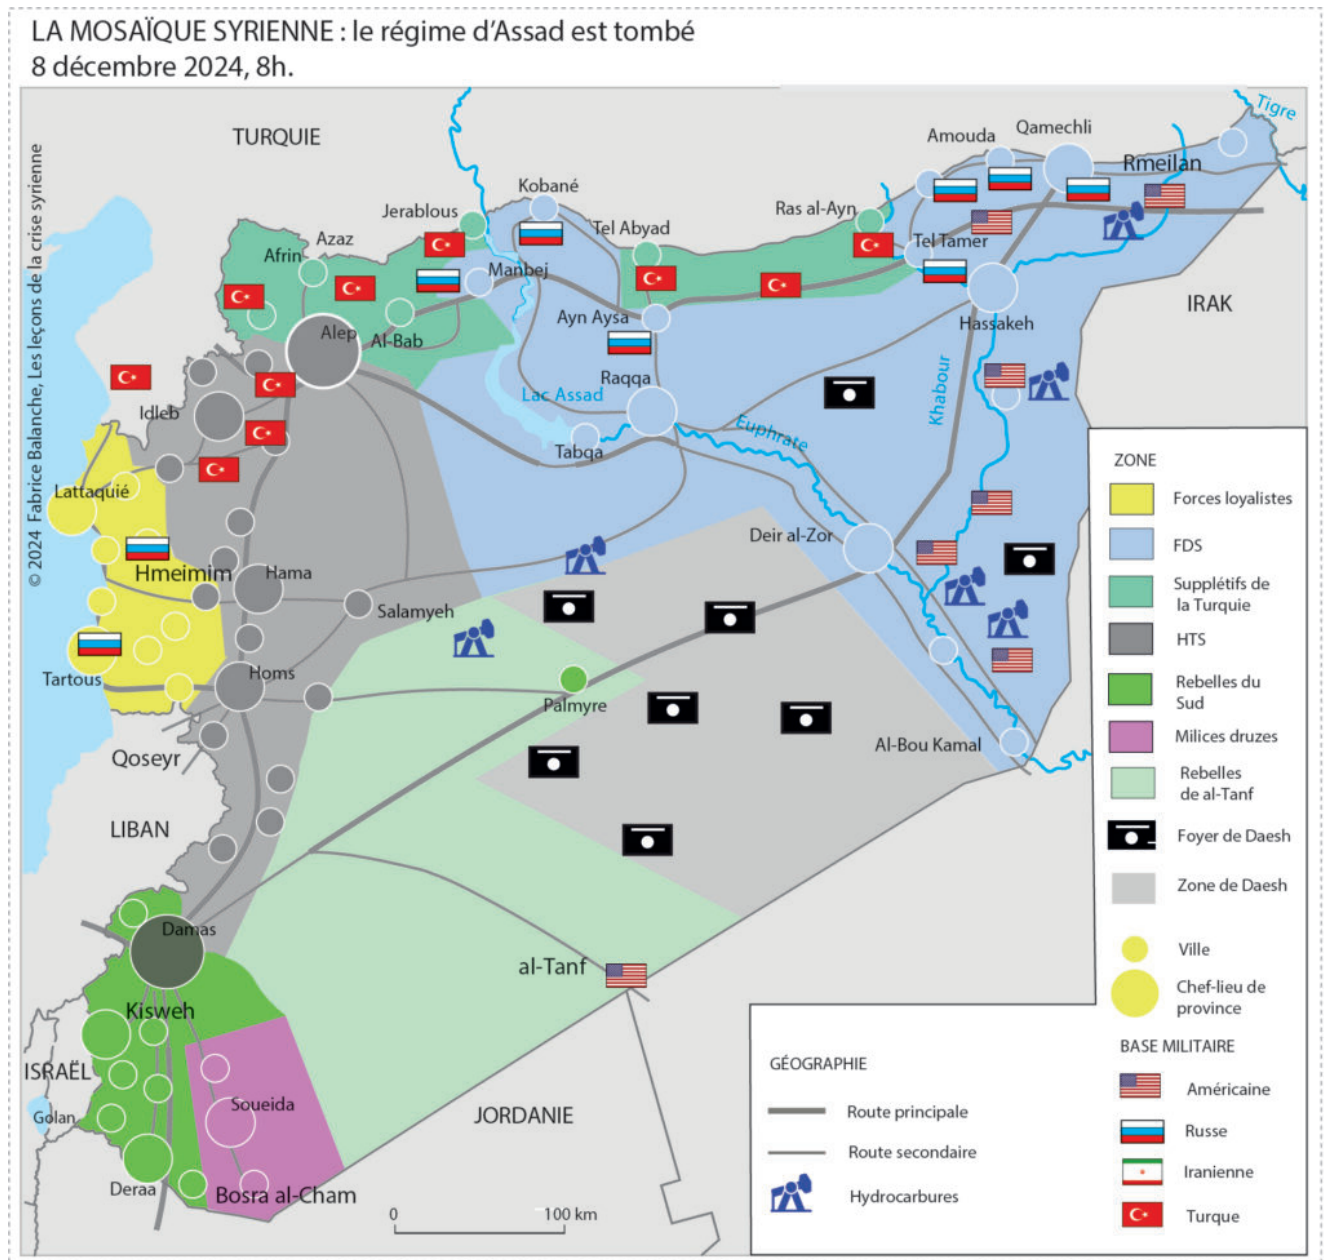 LA MOSAÏQUE SYRIENNE : le régime d’Assad est tombé
8 décembre 2024, 8h.
© 2024 Fabrice Balanche, Les leçons de la crise syrienne
TURQUIE
Tigre
Amouda
Qamechli
Rmeilan
Kobané
Jerablous
Tel Abyad
Ras al-Ayn
Azaz
Afrin
Tel Tamer
Manbej
IRAK
Ayn Aysa
Hassakeh
Alep
Al-Bab
Raqqa
Khabour
Lac Assad
Idleb
Euphrate
Tabqa
Lattaquié
Deir al-Zor
Hmeimim
Hama
Salamyeh
Homs
Tartous
Palmyre
Al-Bou Kamal
Qoseyr
LIBAN
Damas
al-Tanf
Kisweh
ISRAËL
Soueida
Golan
JORDANIE
Deraa
Bosra al-Cham
0
100 km
ZONE
Forces loyalistes
FDS
Supplétifs de
la Turquie
HTS
Rebelles du
Sud
Milices druzes
Rebelles
de al-Tanf
Foyer de Daesh
Zone de Daesh
Ville
Chef-lieu de
province
BASE MILITAIRE
Américaine
Russe
Iranienne
Turque
GÉOGRAPHIE
Route principale
Route secondaire
Hydrocarbures